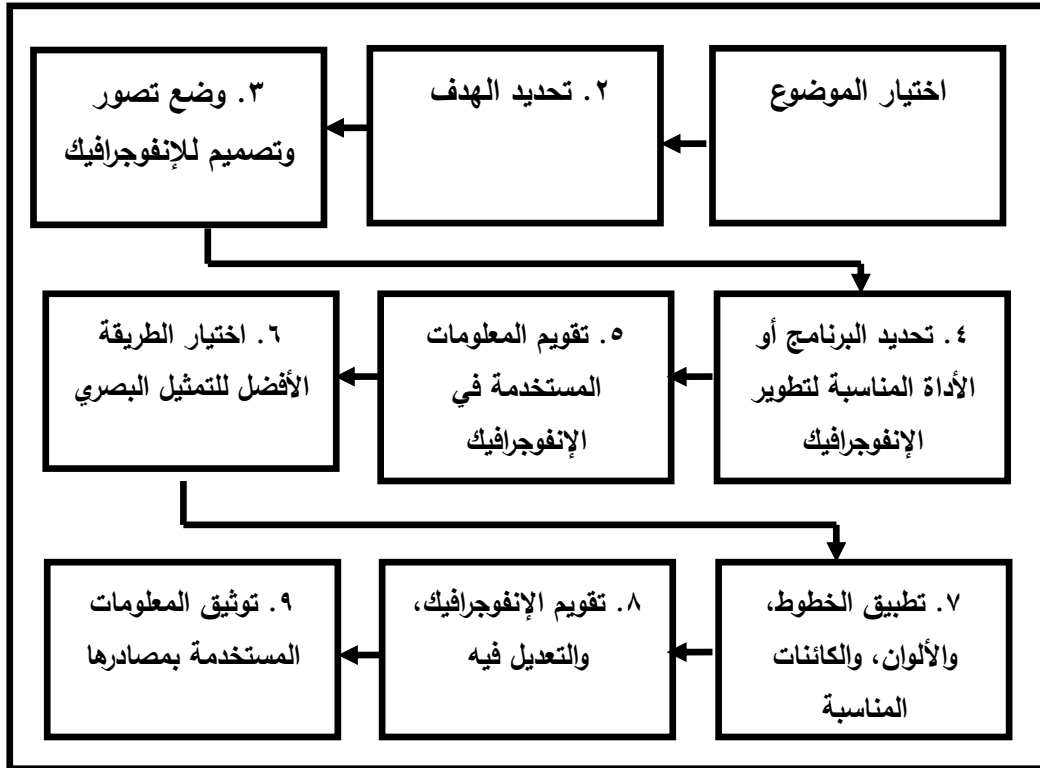 اختيار الموضوع
٢. تحديد الهدف
٣. وضع تصور
وتصميم للإنفوجرافيك
٤. تحديد البرنامج أو
الأداة المناسبة لتطوير
الإنفوجرافيك
٥. تقويم المعلومات
المستخدمة في
الإنفوجرافيك
٦. اختيار الطريقة
الأفضل للتمثيل البصري
٧. تطبيق الخطوط،
والألوان، والكائنات
المناسبة
٨. تقويم الإنفوجرافيك،
والتعديل فيه
٩. توثيق المعلومات
المستخدمة بمصادرها